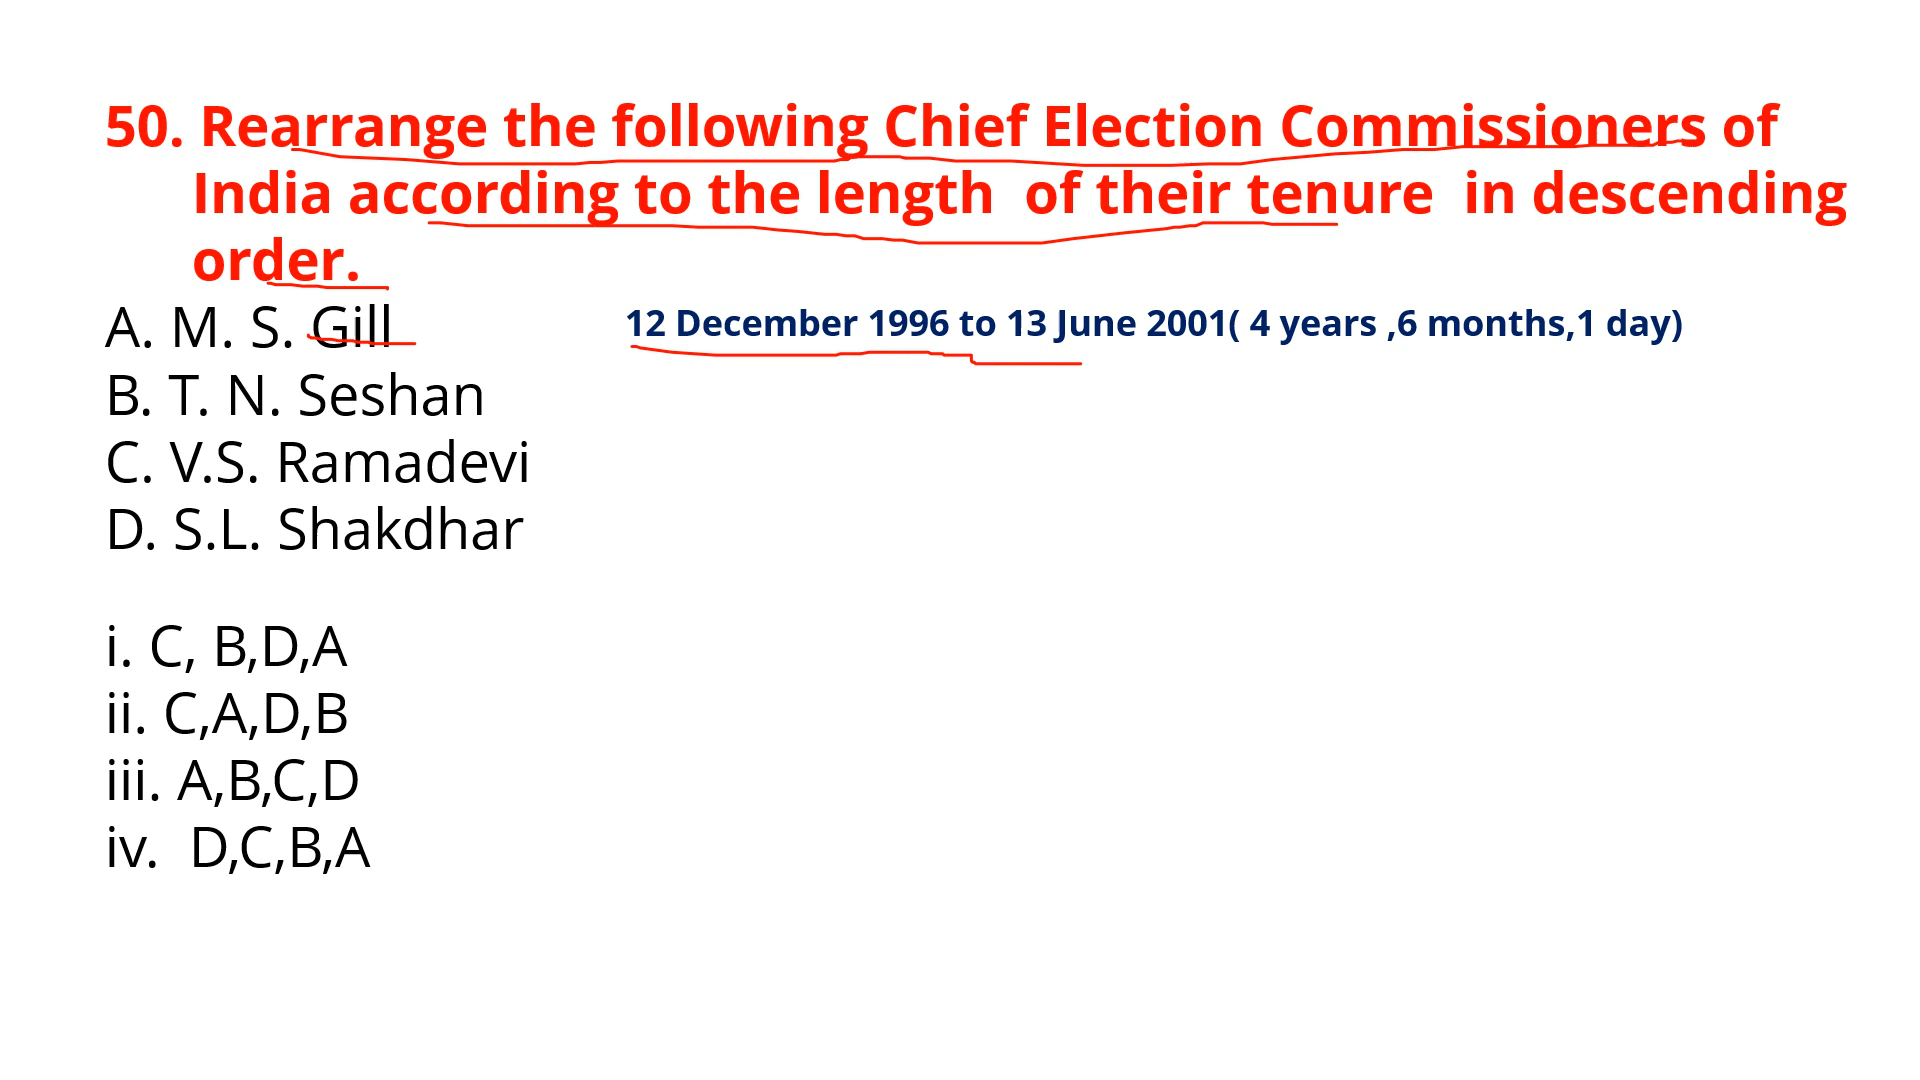 50. Rearrange the following Chief Election Commissioners of
India according to the length  of their tenure  in descending
order.
A. M. S. Gill
12 December 1996 to 13 June 2001( 4 years ,6 months,1 day)
B. T. N. Seshan
C. V.S. Ramadevi
D. S.L. Shakdhar
i. C, B,D,A
ii. C,A,D,B
iii. A,B,C,D
iv.  D,C,B,A